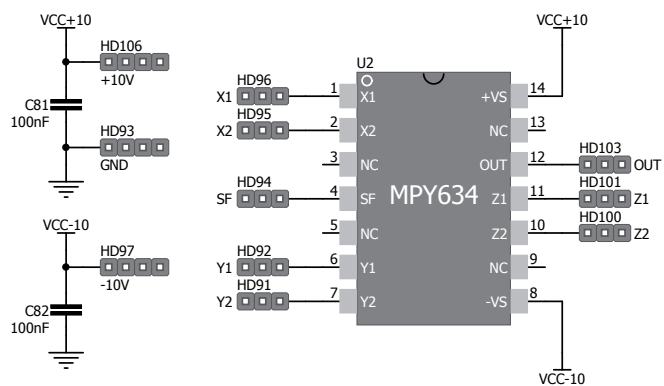 VCC+10
HD106
+10V
C81
100nF
HD93
GND
VCC-10
HD97
-10V
C82
100nF
U2
VCC+10
X1 HD96 1 X1 +VS 14
X2 HD95 2 X2 NC 13
3 NC OUT 12 HD103 OUT
SF HD94 4 SF MPY634 Z1 11 HD101 Z1
5 NC Z2 10 HD100 Z2
Y1 HD92 6 Y1 NC 9
Y2 HD91 7 Y2 -VS 8
VCC-10